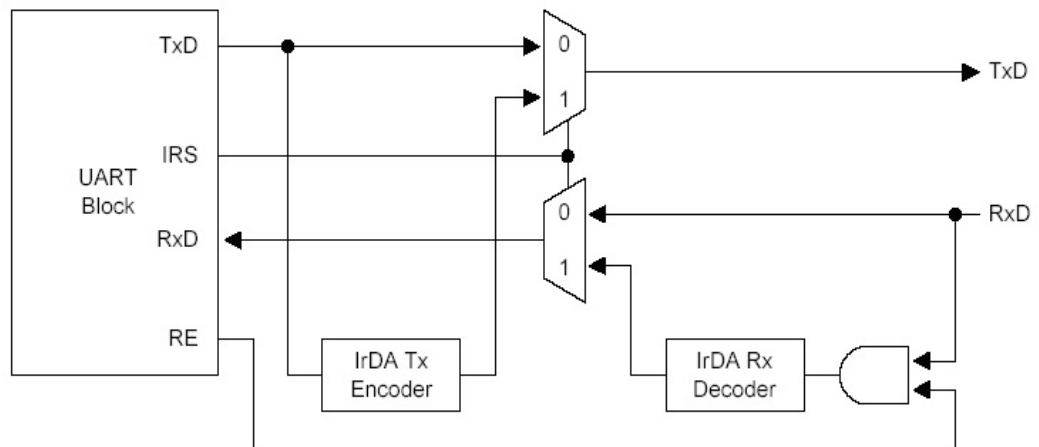 TxD
0
TxD
1
IRS
UART
Block
0
RxD
RxD
1
RE
IrDA Tx
Encoder
IrDA Rx
Decoder